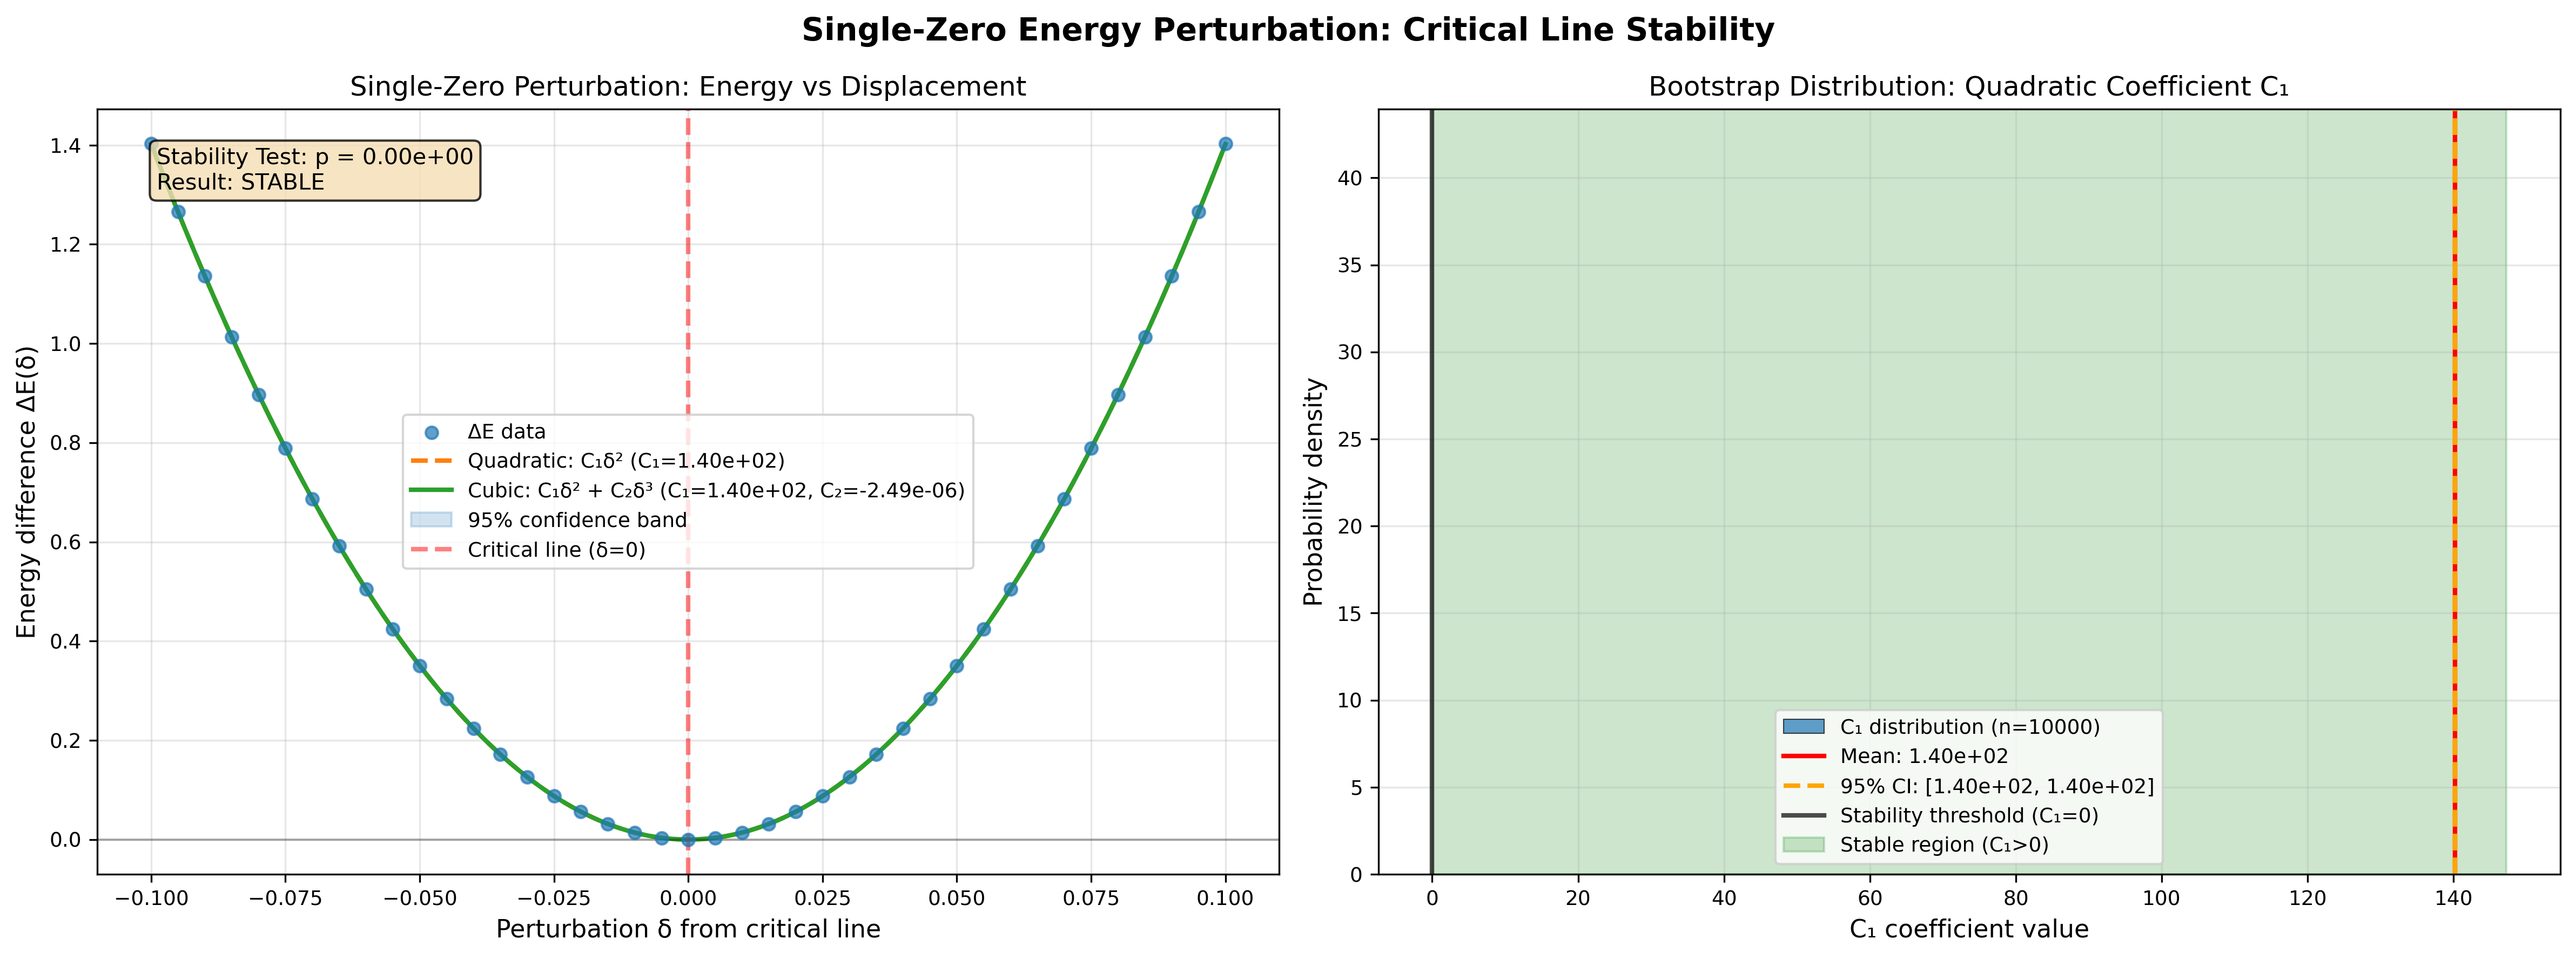 Single-Zero Energy Perturbation: Critical Line Stability
Single-Zero Perturbation: Energy vs Displacement
Energy difference ΔE(δ)
1.4
1.2
1.0
0.8
0.6
0.4
0.2
0.0
Stability Test: p = 0.00e+00
Result: STABLE
ΔE data
Quadratic: C₁δ² (C₁=1.40e+02)
Cubic: C₁δ² + C₂δ³ (C₁=1.40e+02, C₂=-2.49e-06)
95% confidence band
Critical line (δ=0)
−0.100 −0.075 −0.050 −0.025 0.000 0.025 0.050 0.075 0.100
Perturbation δ from critical line
Bootstrap Distribution: Quadratic Coefficient C₁
Probability density
40
35
30
25
20
15
10
5
0
C₁ distribution (n=10000)
Mean: 1.40e+02
95% CI: [1.40e+02, 1.40e+02]
Stability threshold (C₁=0)
Stable region (C₁>0)
0 20 40 60 80 100 120 140
C₁ coefficient value